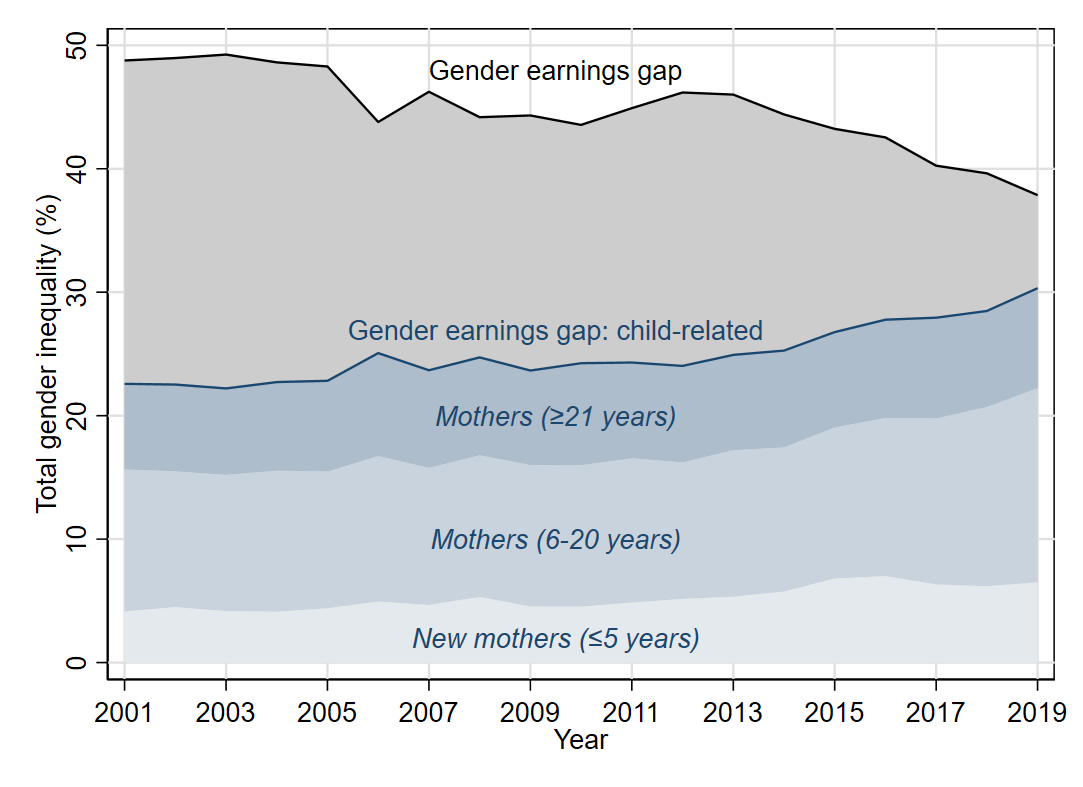 Total gender inequality (%)
50
40
30
20
10
0
Gender earnings gap
Gender earnings gap: child-related
Mothers (≥21 years)
Mothers (6-20 years)
New mothers (≤5 years)
2001 2003 2005 2007 2009 2011 2013 2015 2017 2019
Year